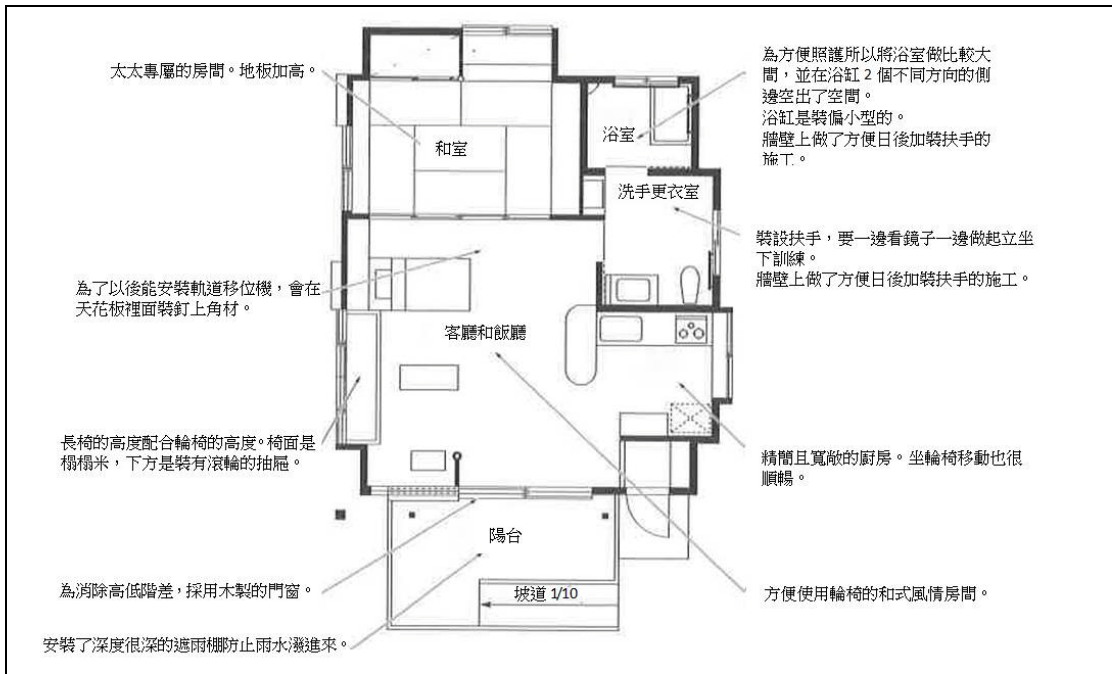 太太專屬的房間。地板加高。
為方便照護所以將浴室做比較大
間，並在浴缸 2 個不同方向的側
邊空出了空間。
浴缸是裝偏小型的。
牆壁上做了方便日後加裝扶手的
施工。
浴室
和室
洗手更衣室
裝設扶手，要一邊看鏡子一邊做起立坐
下訓練。
牆壁上做了方便日後加裝扶手的施工。
為了以後能安裝軌道移位機，會在
天花板裡面裝釘上角材。
客廳和飯廳
長椅的高度配合輪椅的高度。椅面是
榻榻米，下方是裝有滾輪的抽屜。
精簡且寬敞的廚房。坐輪椅移動也很
順暢。
陽台
為消除高低階差，採用木製的門窗。
坡道 1/10
方便使用輪椅的和式風情房間。
安裝了深度很深的遮雨棚防止雨水潑進來。